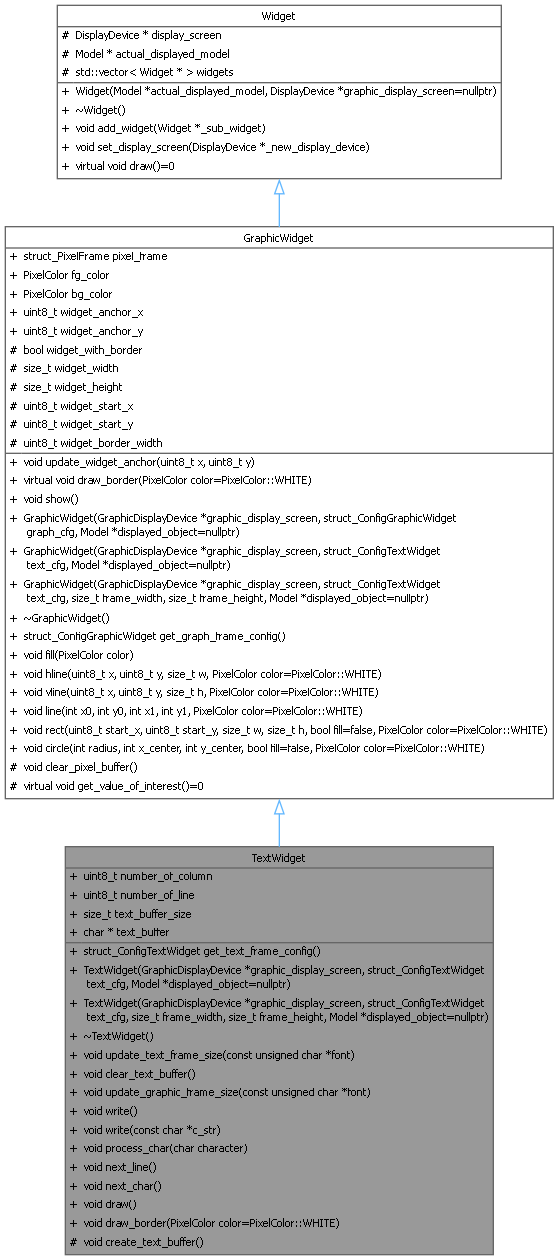 Widget
# DisplayDevice * display_screen
# Model * actual_displayed_model
# std::vector< Widget * > widgets
+ Widget(Model *actual_displayed_model, DisplayDevice *graphic_display_screen=nullptr)
+ ~Widget()
+ void add_widget(Widget *_sub_widget)
+ void set_display_screen(DisplayDevice *_new_display_device)
+ virtual void draw()=0
GraphicWidget
+ struct_PixelFrame pixel_frame
+ PixelColor fg_color
+ PixelColor bg_color
+ uint8_t widget_anchor_x
+ uint8_t widget_anchor_y
# bool widget_with_border
# size_t widget_width
# size_t widget_height
# uint8_t widget_start_x
# uint8_t widget_start_y
# uint8_t widget_border_width
+ void update_widget_anchor(uint8_t x, uint8_t y)
+ virtual void draw_border(PixelColor color=PixelColor::WHITE)
+ void show()
+ GraphicWidget(GraphicDisplayDevice *graphic_display_screen, struct_ConfigGraphicWidget
graph_cfg, Model *displayed_object=nullptr)
+ GraphicWidget(GraphicDisplayDevice *graphic_display_screen, struct_ConfigTextWidget
text_cfg, Model *displayed_object=nullptr)
+ GraphicWidget(GraphicDisplayDevice *graphic_display_screen, struct_ConfigTextWidget
text_cfg, size_t frame_width, size_t frame_height, Model *displayed_object=nullptr)
+ ~GraphicWidget()
+ struct_ConfigGraphicWidget get_graph_frame_config()
+ void fill(PixelColor color)
+ void hline(uint8_t x, uint8_t y, size_t w, PixelColor color=PixelColor::WHITE)
+ void vline(uint8_t x, uint8_t y, size_t h, PixelColor color=PixelColor::WHITE)
+ void line(int x0, int y0, int x1, int y1, PixelColor color=PixelColor::WHITE)
+ void rect(uint8_t start_x, uint8_t start_y, size_t w, size_t h, bool fill=false, PixelColor color=PixelColor::WHITE)
+ void circle(int radius, int x_center, int y_center, bool fill=false, PixelColor color=PixelColor::WHITE)
# void clear_pixel_buffer()
# virtual void get_value_of_interest()=0
TextWidget
+ uint8_t number_of_column
+ uint8_t number_of_line
+ size_t text_buffer_size
+ char * text_buffer
+ struct_ConfigTextWidget get_text_frame_config()
+ TextWidget(GraphicDisplayDevice *graphic_display_screen, struct_ConfigTextWidget
text_cfg, Model *displayed_object=nullptr)
+ TextWidget(GraphicDisplayDevice *graphic_display_screen, struct_ConfigTextWidget
text_cfg, size_t frame_width, size_t frame_height, Model *displayed_object=nullptr)
+ ~TextWidget()
+ void update_text_frame_size(const unsigned char *font)
+ void clear_text_buffer()
+ void update_graphic_frame_size(const unsigned char *font)
+ void write()
+ void write(const char *c_str)
+ void process_char(char character)
+ void next_line()
+ void next_char()
+ void draw()
+ void draw_border(PixelColor color=PixelColor::WHITE)
# void create_text_buffer()